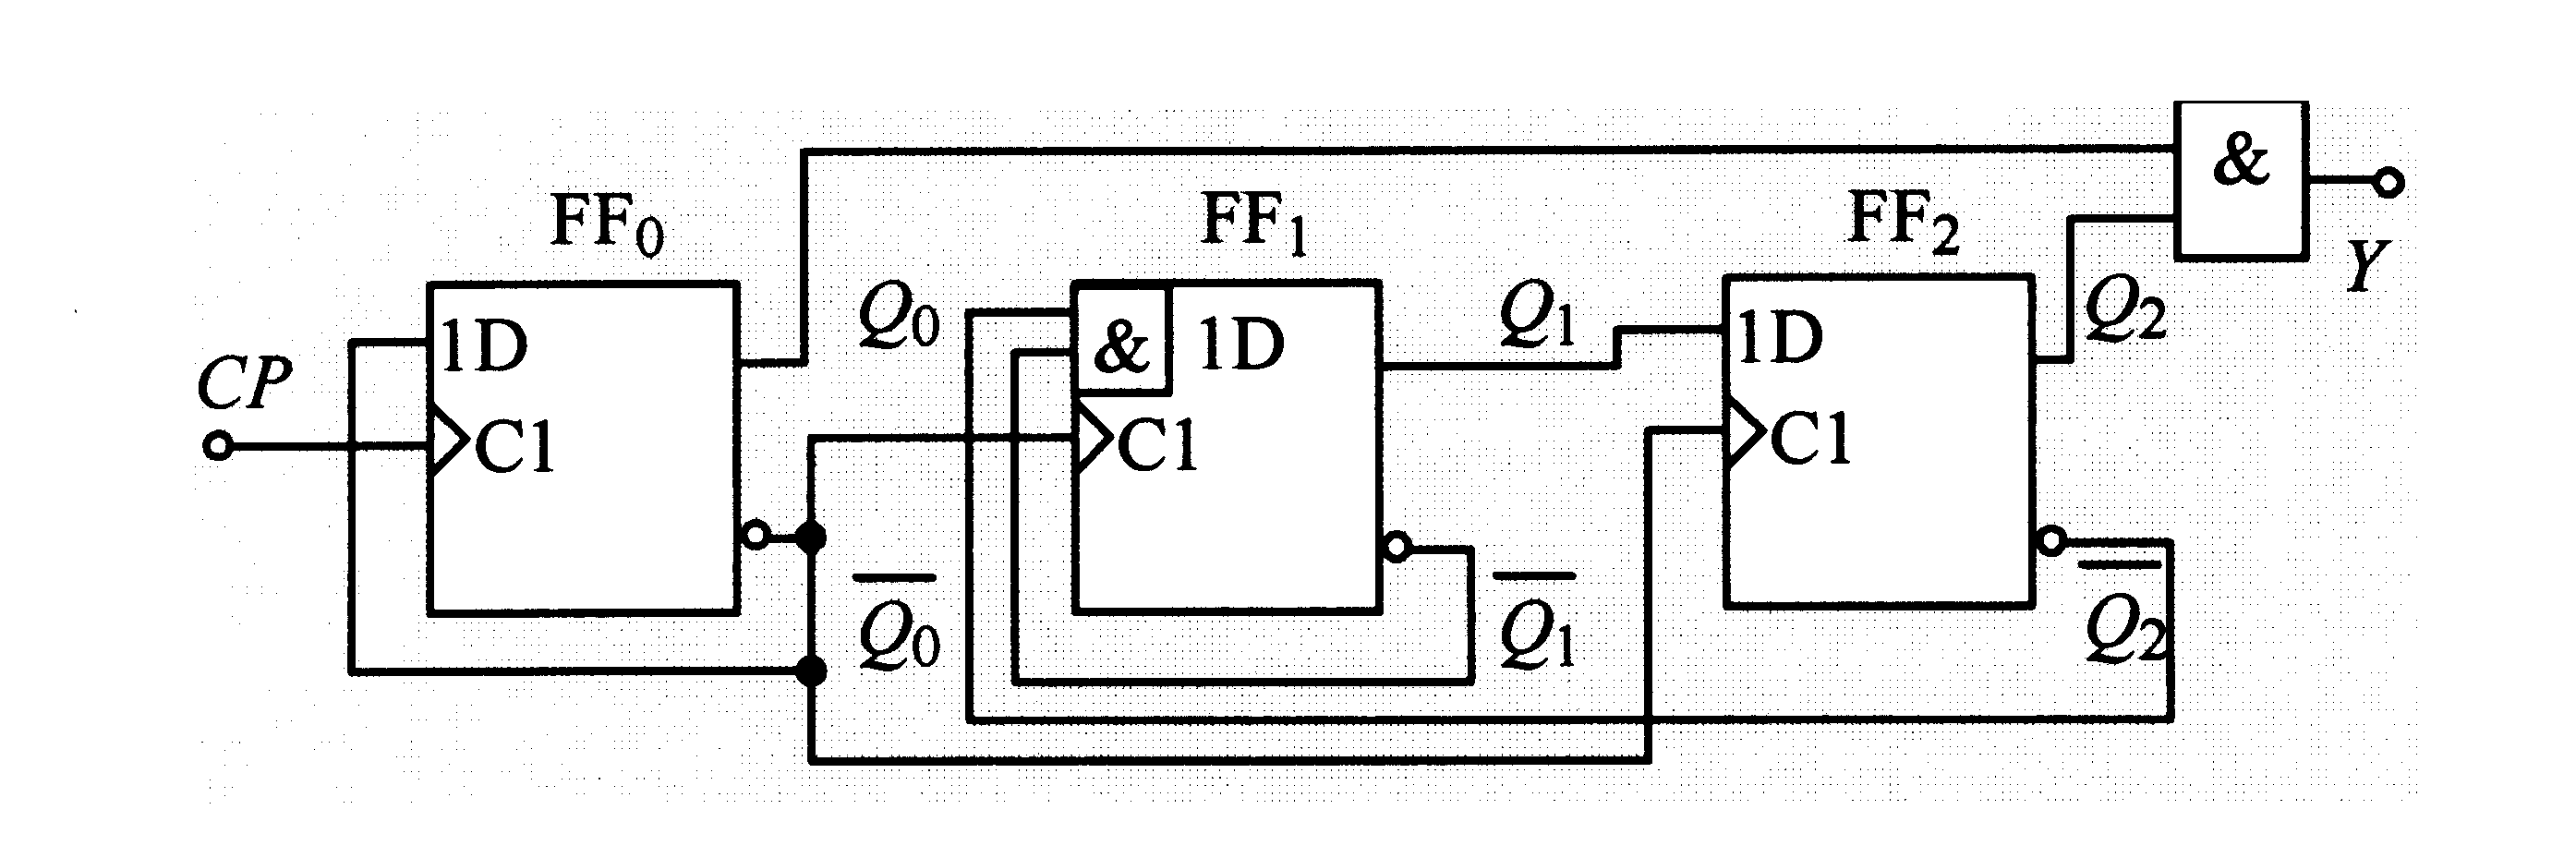 &
Y
FF₀
FF₁
FF₂
CP
1D
C1
Q₀
Q̅₀
&
1D
C1
Q₁
Q̅₁
1D
C1
Q₂
Q̅₂